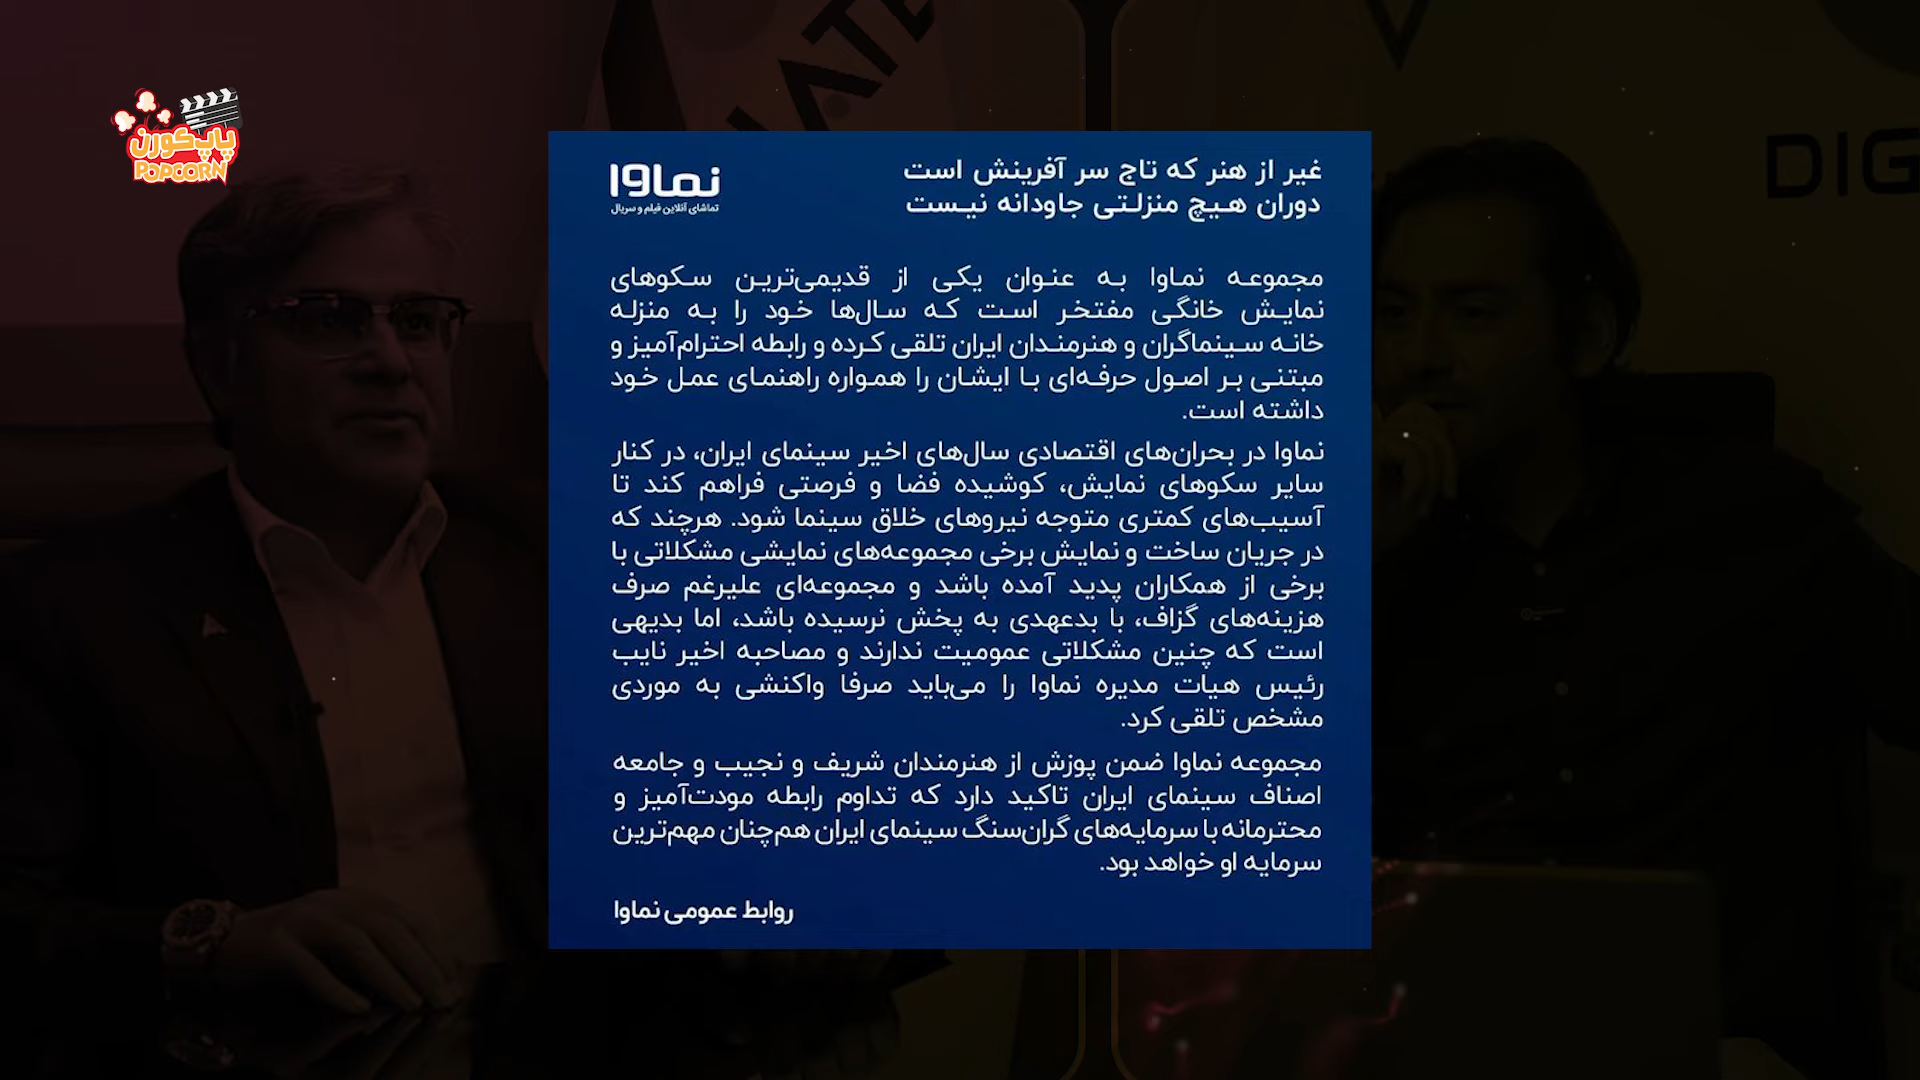 پاپ‌کورن
POPCORN
DIG
نماوا
تماشای آنلاین فیلم و سریال
غیر از هنر که تاج سر آفرینش است
دوران هیچ منزلتی جاودانه نیست
مجموعه نماوا به عنوان یکی از قدیمی‌ترین سکوهای
نمایش خانگی مفتخر است که سال‌ها خود را به منزله
خانه سینماگران و هنرمندان ایران تلقی کرده و رابطه احترام‌آمیز و
مبتنی بر اصول حرفه‌ای با ایشان را همواره راهنمای عمل خود
داشته است.
نماوا در بحران‌های اقتصادی سال‌های اخیر سینمای ایران، در کنار
سایر سکوهای نمایش، کوشیده فضا و فرصتی فراهم کند تا
آسیب‌های کمتری متوجه نیروهای خلاق سینما شود. هرچند که
در جریان ساخت و نمایش برخی مجموعه‌های نمایشی مشکلاتی با
برخی از همکاران پدید آمده باشد و مجموعه‌ای علیرغم صرف
هزینه‌های گزاف، با بدعهدی به پخش نرسیده باشد، اما بدیهی
است که چنین مشکلاتی عمومیت ندارند و مصاحبه اخیر نایب
رئیس هیات مدیره نماوا را می‌باید صرفا واکنشی به موردی
مشخص تلقی کرد.
مجموعه نماوا ضمن پوزش از هنرمندان شریف و نجیب و جامعه
اصناف سینمای ایران تاکید دارد که تداوم رابطه مودت‌آمیز و
محترمانه با سرمایه‌های گران‌سنگ سینمای ایران هم‌چنان مهم‌ترین
سرمایه او خواهد بود.
روابط عمومی نماوا